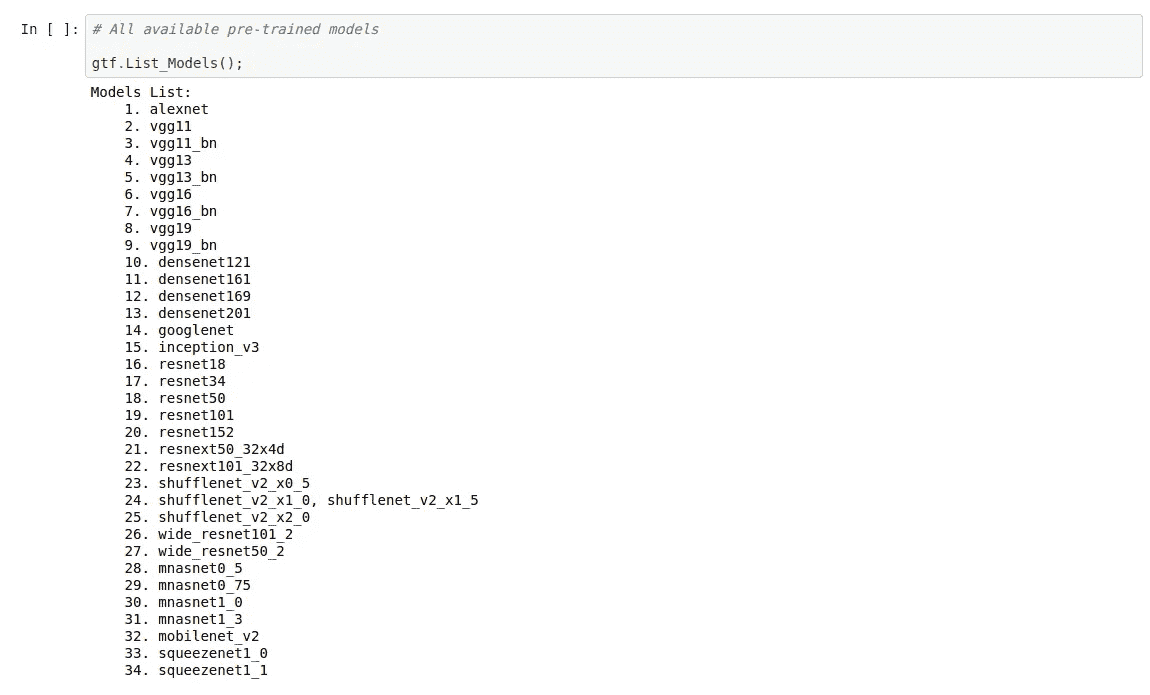 In [ ]: # All available pre-trained models
gtf.List_Models();
Models List:
1. alexnet
2. vgg11
3. vgg11_bn
4. vgg13
5. vgg13_bn
6. vgg16
7. vgg16_bn
8. vgg19
9. vgg19_bn
10. densenet121
11. densenet161
12. densenet169
13. densenet201
14. googlenet
15. inception_v3
16. resnet18
17. resnet34
18. resnet50
19. resnet101
20. resnet152
21. resnext50_32x4d
22. resnext101_32x8d
23. shufflenet_v2_x0_5
24. shufflenet_v2_x1_0, shufflenet_v2_x1_5
25. shufflenet_v2_x2_0
26. wide_resnet101_2
27. wide_resnet50_2
28. mnasnet0_5
29. mnasnet0_75
30. mnasnet1_0
31. mnasnet1_3
32. mobilenet_v2
33. squeezenet1_0
34. squeezenet1_1